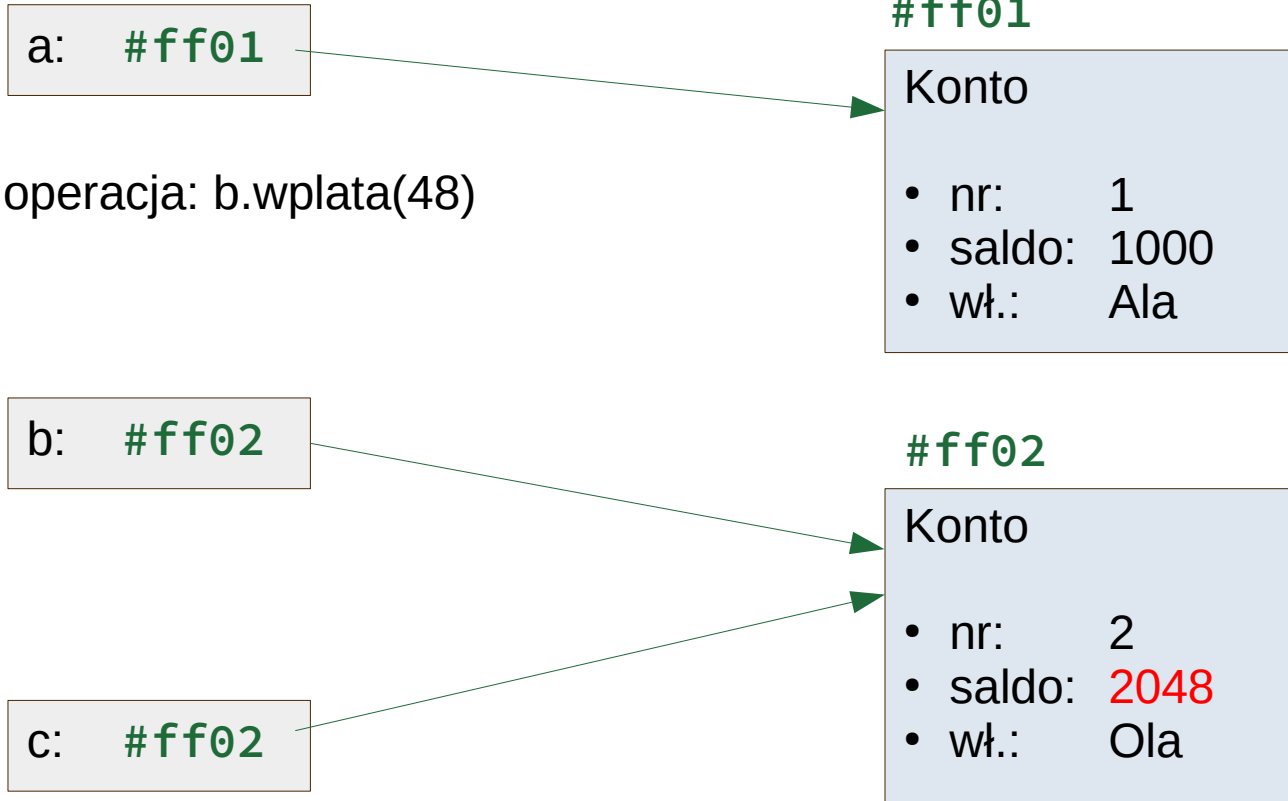 #ff01
a: #ff01
Konto
• nr: 1
• saldo: 1000
• wł.: Ala
operacja: b.wplata(48)
b: #ff02
#ff02
Konto
• nr: 2
• saldo: 2048
• wł.: Ola
c: #ff02